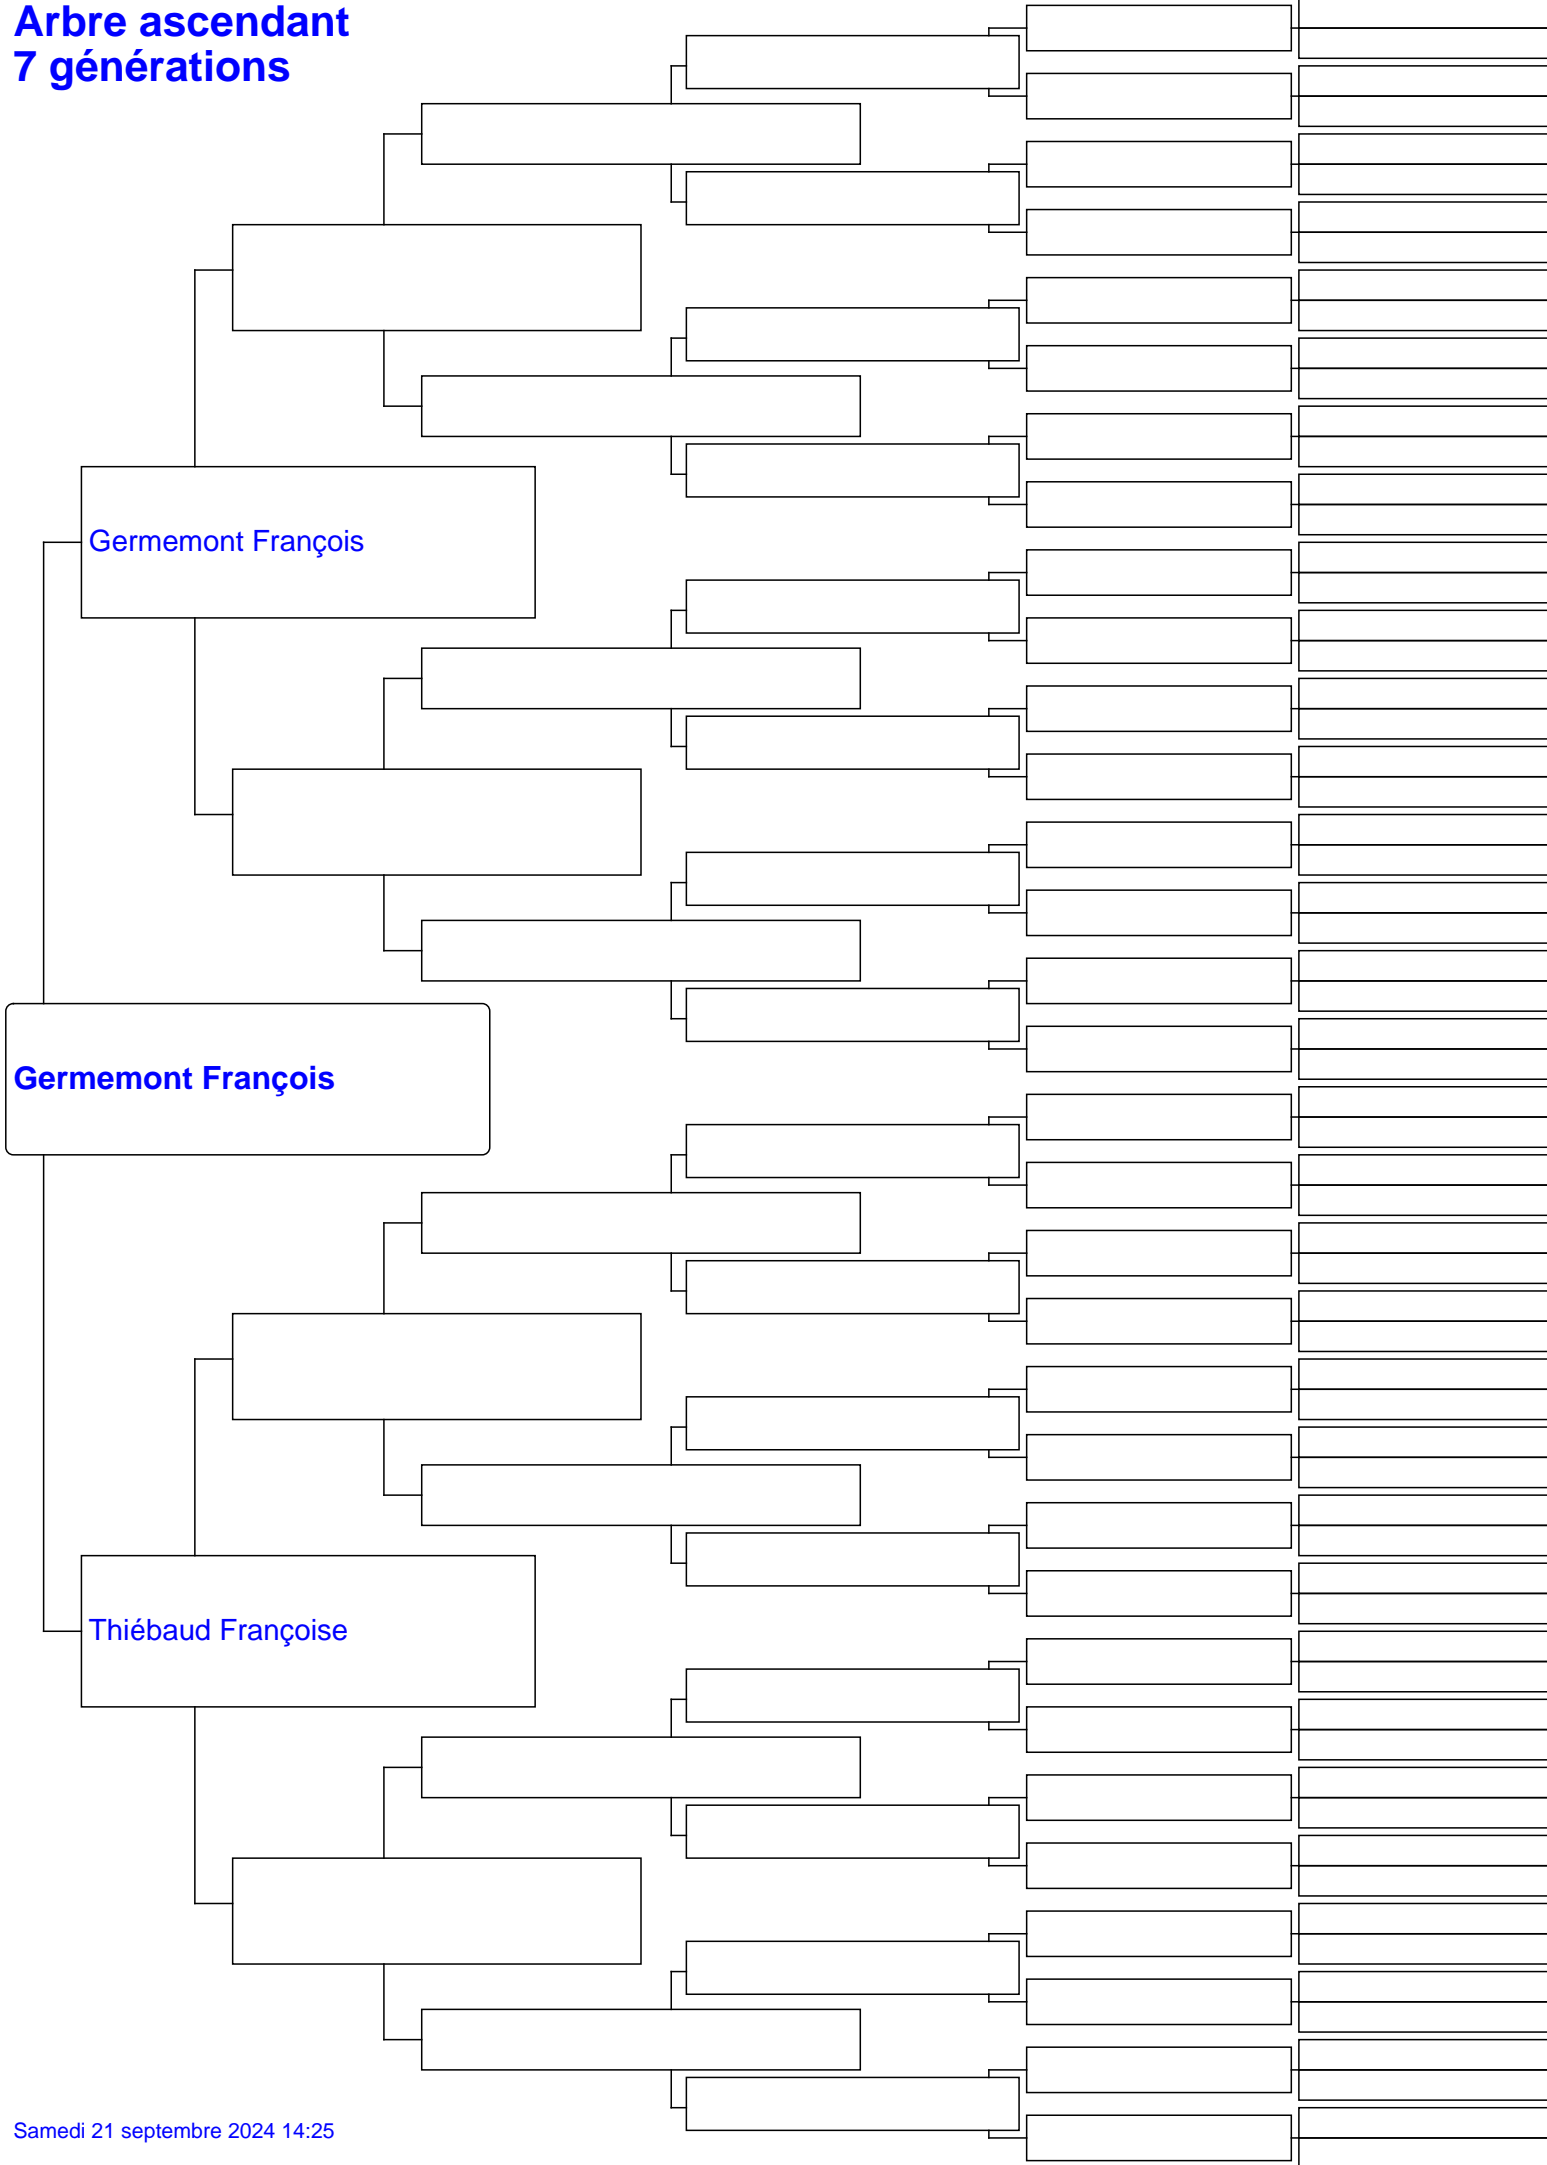 Arbre ascendant
7 générations
Germemont François
Germemont François
Thiébaud Françoise
Samedi 21 septembre 2024 14:25